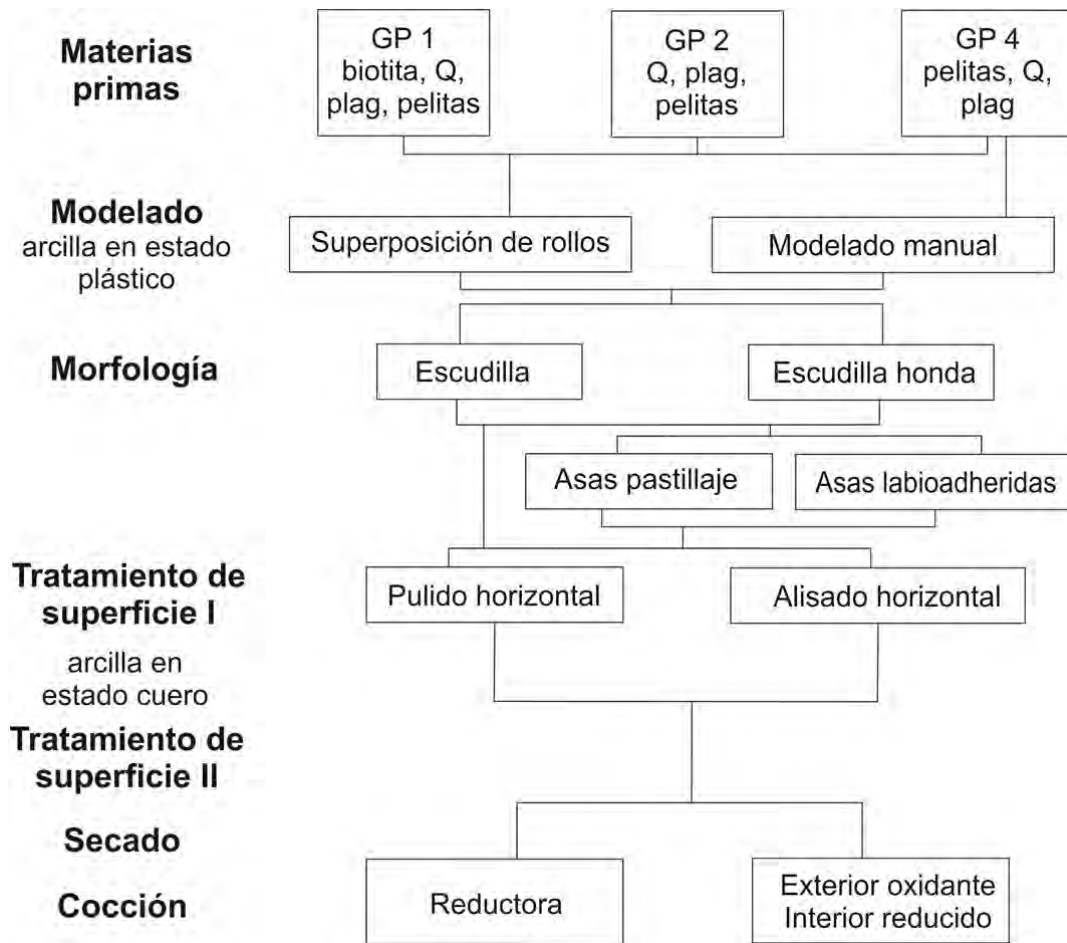 Materias
primas
GP 1
biotita, Q,
plag, pelitas
GP 2
Q, plag,
pelitas
GP 4
pelitas, Q,
plag
Modelado
arcilla en estado
plástico
Superposición de rollos
Modelado manual
Morfología
Escudilla
Escudilla honda
Asas pastillaje
Asas labioadheridas
Tratamiento de
superficie I
arcilla en
estado cuero
Pulido horizontal
Alisado horizontal
Tratamiento de
superficie II
Secado
Cocción
Reductora
Exterior oxidante
Interior reducido